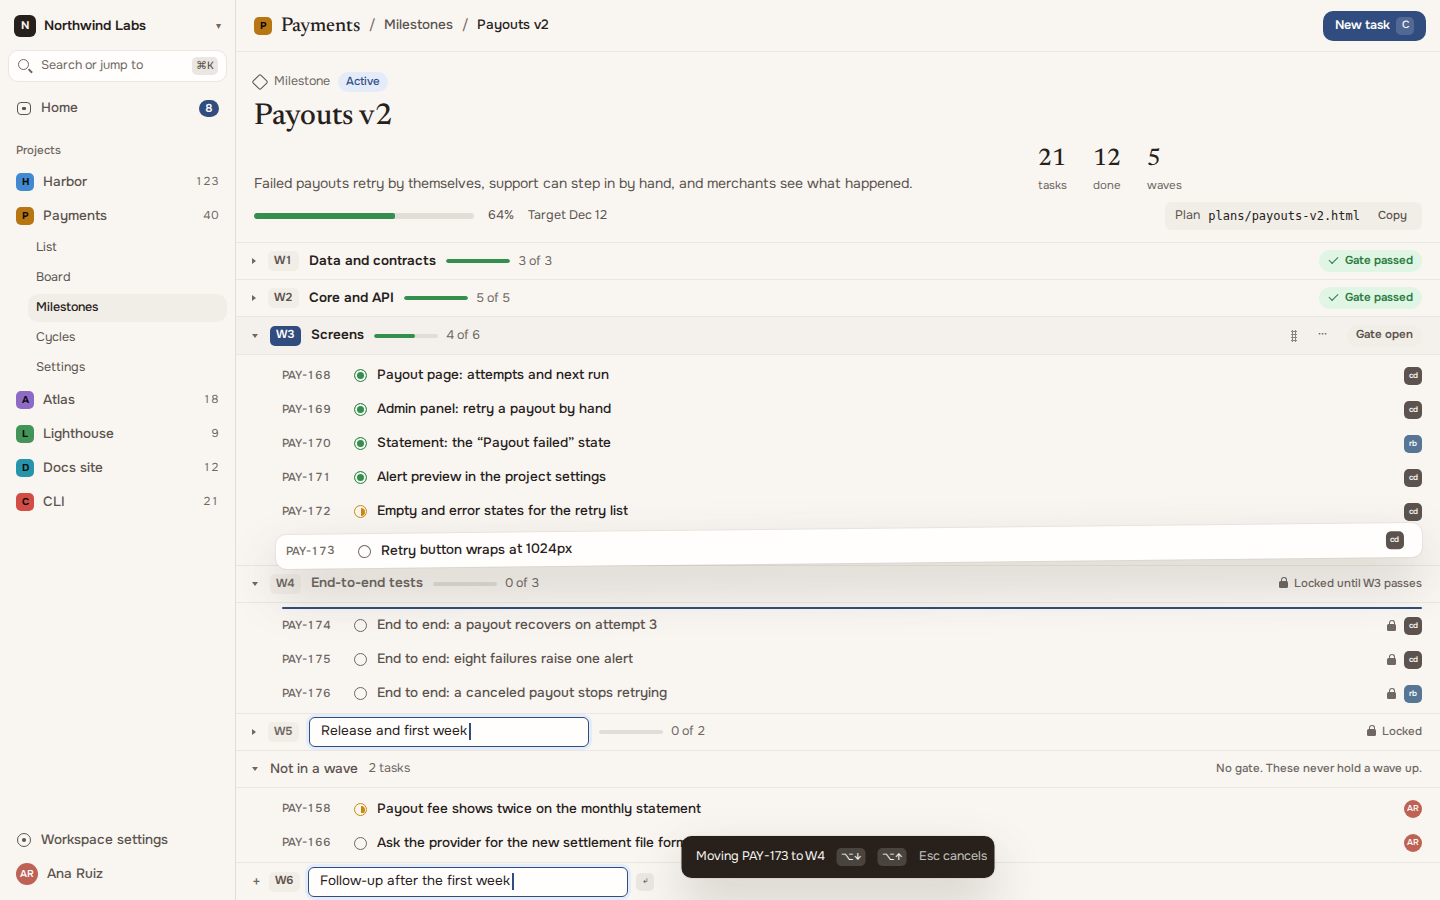 N Northwind Labs
Search or jump to ⌘K
Home 8
Projects
H Harbor 123
P Payments 40
List
Board
Milestones
Cycles
Settings
A Atlas 18
L Lighthouse 9
D Docs site 12
C CLI 21
Workspace settings
AR Ana Ruiz
P Payments / Milestones / Payouts v2
New task C
Milestone Active
Payouts v2
21 tasks
12 done
5 waves
Failed payouts retry by themselves, support can step in by hand, and merchants see what happened.
64% Target Dec 12
Plan plans/payouts-v2.html Copy
W1 Data and contracts 3 of 3 Gate passed
W2 Core and API 5 of 5 Gate passed
W3 Screens 4 of 6 Gate open
PAY-168 Payout page: attempts and next run cd
PAY-169 Admin panel: retry a payout by hand cd
PAY-170 Statement: the “Payout failed” state rb
PAY-171 Alert preview in the project settings cd
PAY-172 Empty and error states for the retry list cd
PAY-173 Retry button wraps at 1024px cd
W4 End-to-end tests 0 of 3 Locked until W3 passes
PAY-174 End to end: a payout recovers on attempt 3 cd
PAY-175 End to end: eight failures raise one alert cd
PAY-176 End to end: a canceled payout stops retrying rb
W5 Release and first week 0 of 2 Locked
Not in a wave 2 tasks No gate. These never hold a wave up.
PAY-158 Payout fee shows twice on the monthly statement AR
PAY-166 Ask the provider for the new settlement file AR
Moving PAY-173 to W4 ⌥↓ ⌥↑ Esc cancels
+ W6 Follow-up after the first week